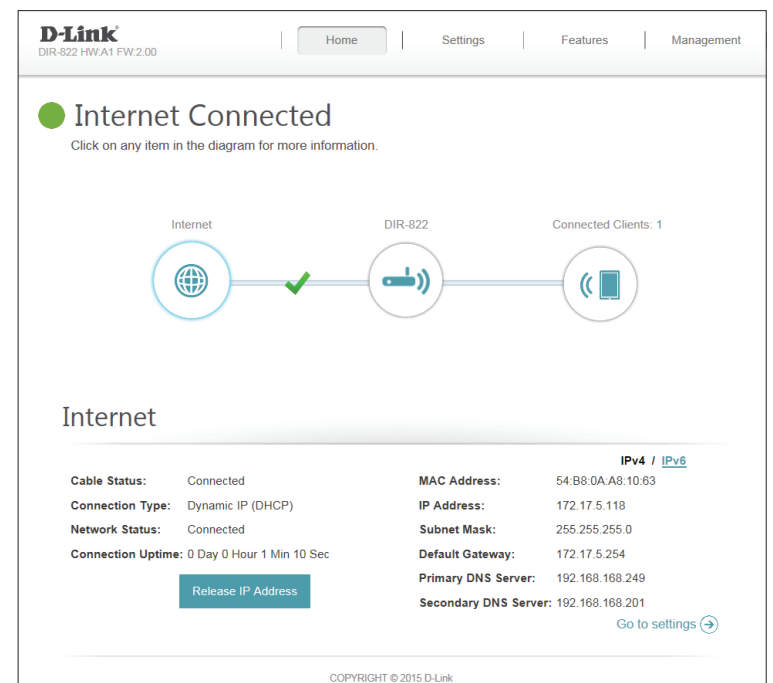 D-Link
DIR-822 HW:A1 FW:2.00
Home
Settings
Features
Management
Internet Connected
Click on any item in the diagram for more information.
Internet
DIR-822
Connected Clients: 1
Internet
IPv4 / IPv6
Cable Status: Connected
Connection Type: Dynamic IP (DHCP)
Network Status: Connected
Connection Uptime: 0 Day 0 Hour 1 Min 10 Sec
Release IP Address
MAC Address: 54:B8:0A:A8:10:63
IP Address: 172.17.5.118
Subnet Mask: 255.255.255.0
Default Gateway: 172.17.5.254
Primary DNS Server: 192.168.168.249
Secondary DNS Server: 192.168.168.201
Go to settings
COPYRIGHT © 2015 D-Link